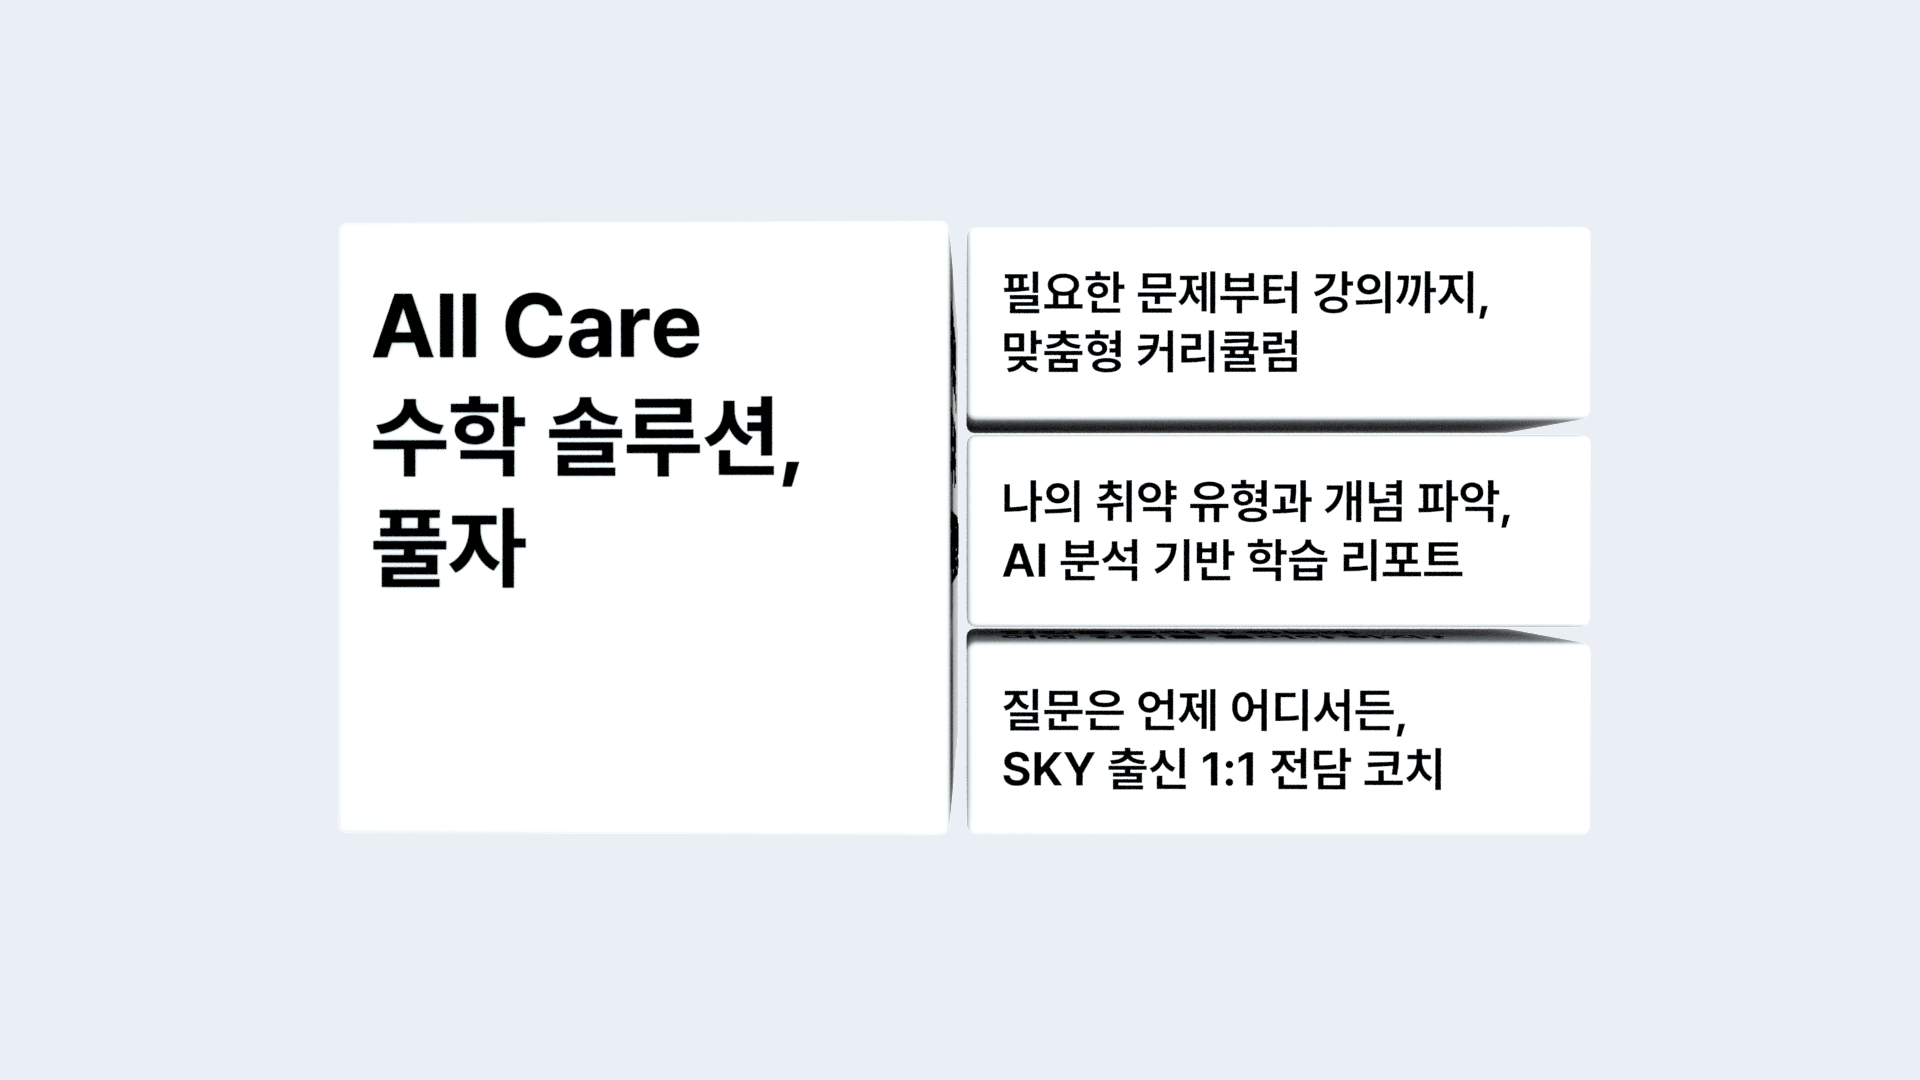 All Care
수학 솔루션,
풀자
필요한 문제부터 강의까지,
맞춤형 커리큘럼
나의 취약 유형과 개념 파악,
AI 분석 기반 학습 리포트
질문은 언제 어디서든,
SKY 출신 1:1 전담 코치